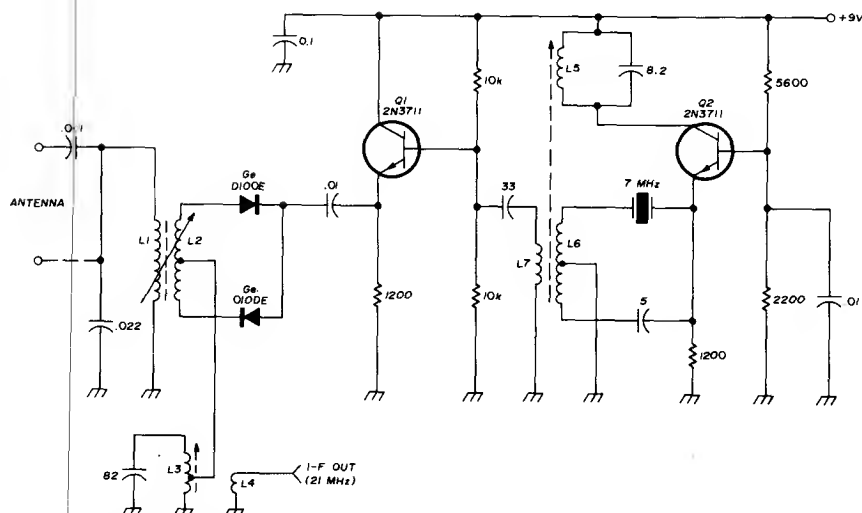 +9V
0.1
10k
L5
8.2
5600
Q1
2N3711
Q2
2N3711
ANTENNA
Ge
DIODE
.01
33
7 MHz
L1
L2
L7
L6
Ge.
DIODE
1200
10k
5
2200
.01
.022
1200
82
L3
L4
I-F OUT
(21 MHz)